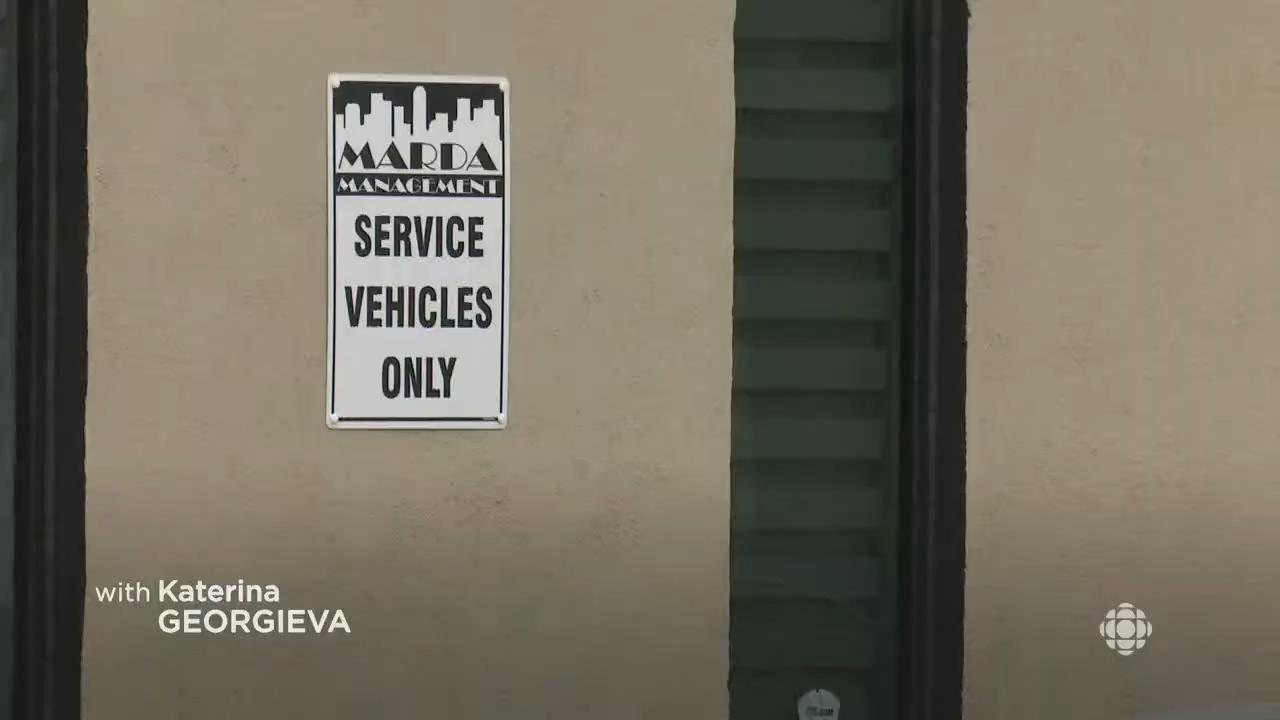 MARDA
MANAGEMENT
SERVICE
VEHICLES
ONLY
with Katerina
GEORGIEVA